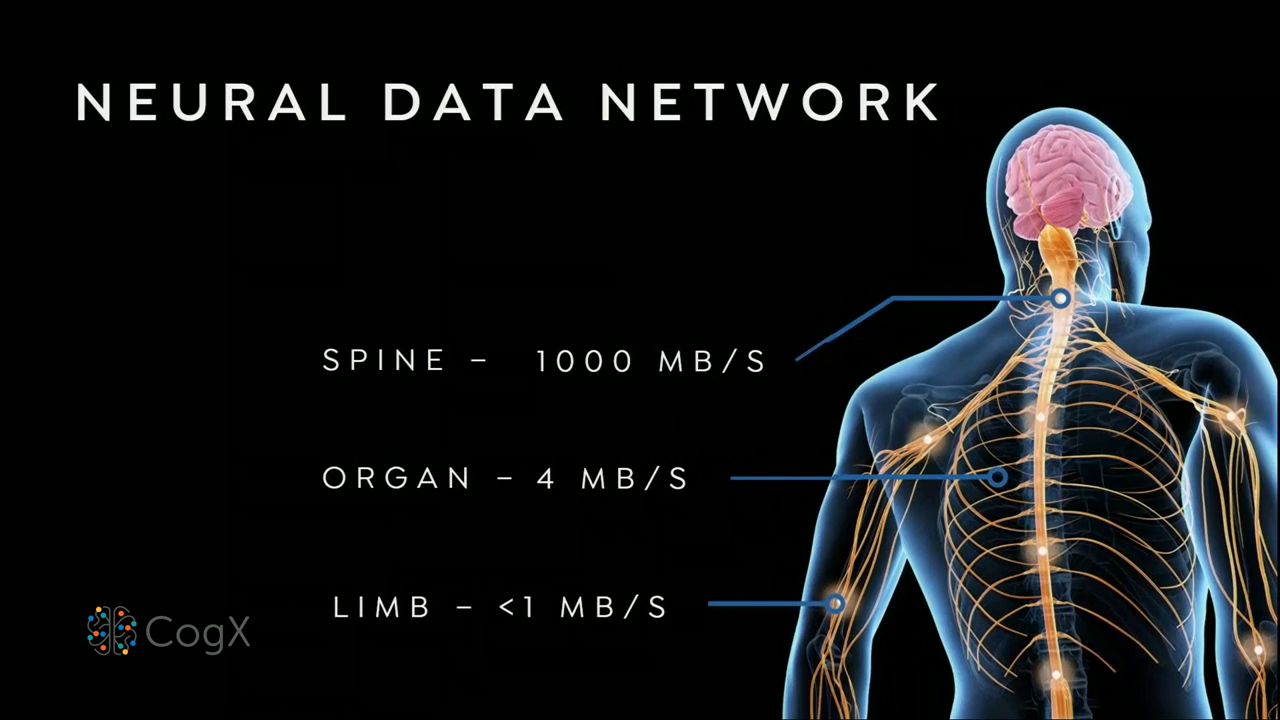 NEURAL DATA NETWORK
SPINE – 1000 MB/S
ORGAN – 4 MB/S
LIMB – <1 MB/S
CogX